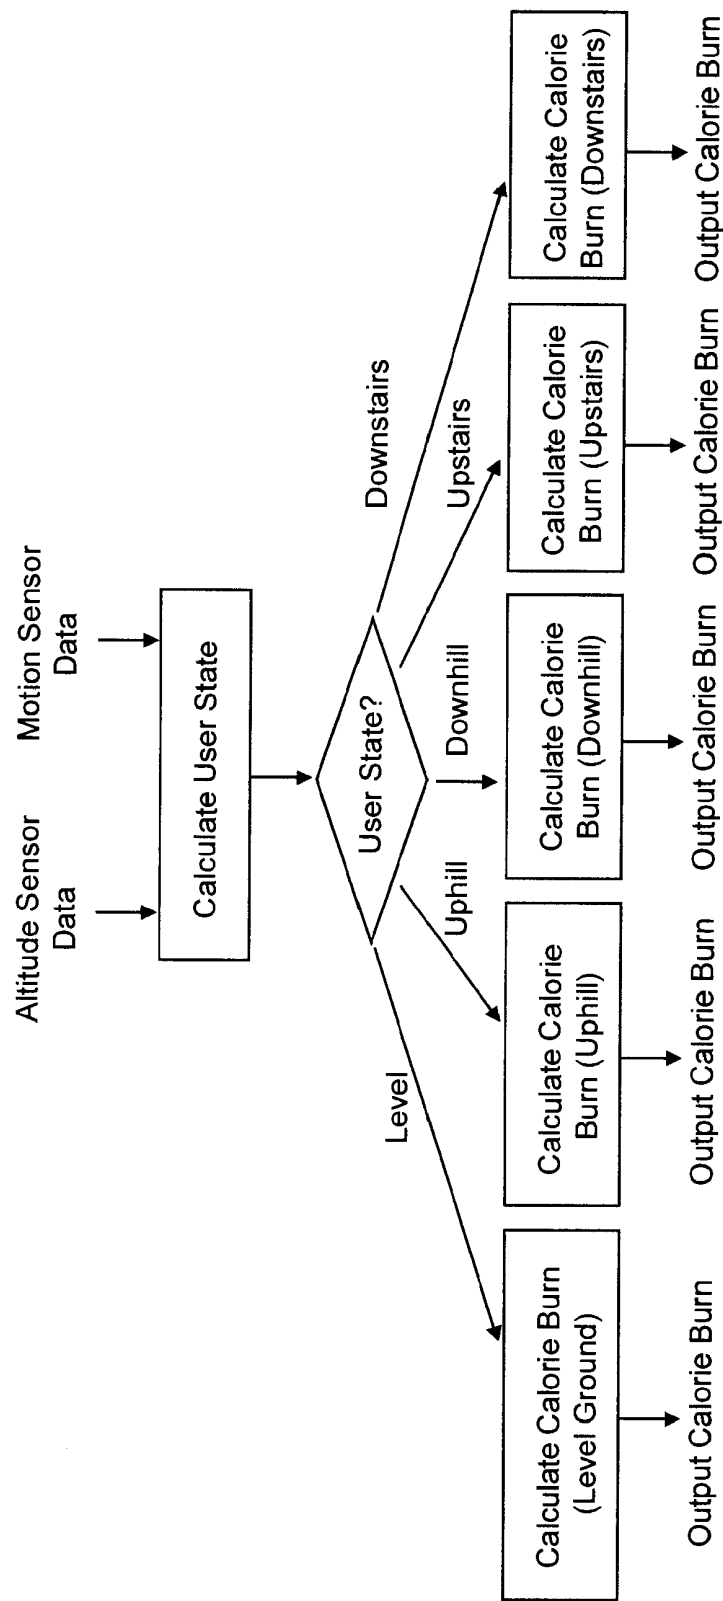 Altitude Sensor
Data
Motion Sensor
Data
Calculate User State
User State?
Level
Uphill
Downhill
Upstairs
Downstairs
Calculate Calorie Burn
(Level Ground)
Calculate Calorie
Burn (Uphill)
Calculate Calorie
Burn (Downhill)
Calculate Calorie
Burn (Upstairs)
Calculate Calorie
Burn (Downstairs)
Output Calorie Burn
Output Calorie Burn
Output Calorie Burn
Output Calorie Burn
Output Calorie Burn